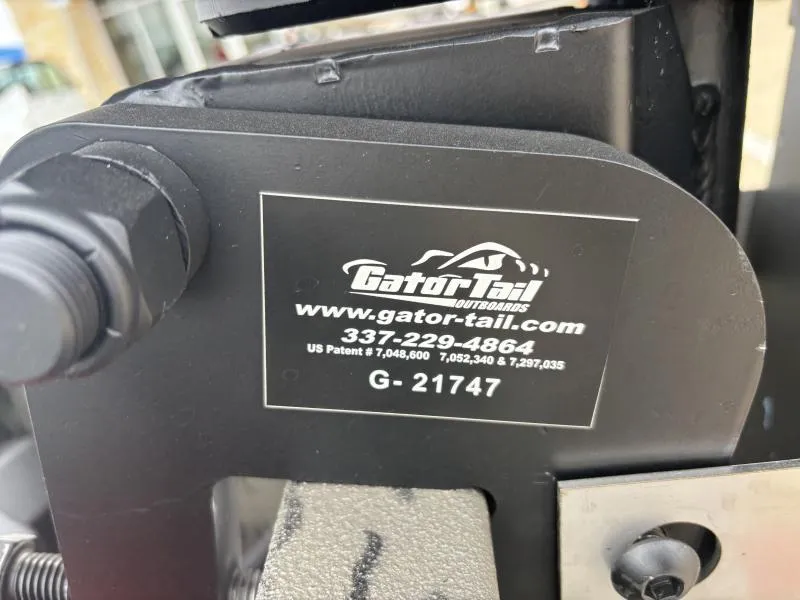 GatorTail
OUTBOARDS
www.gator-tail.com
337-229-4864
US Patent # 7,048,600 7,052,340 & 7,297,035
G- 21747